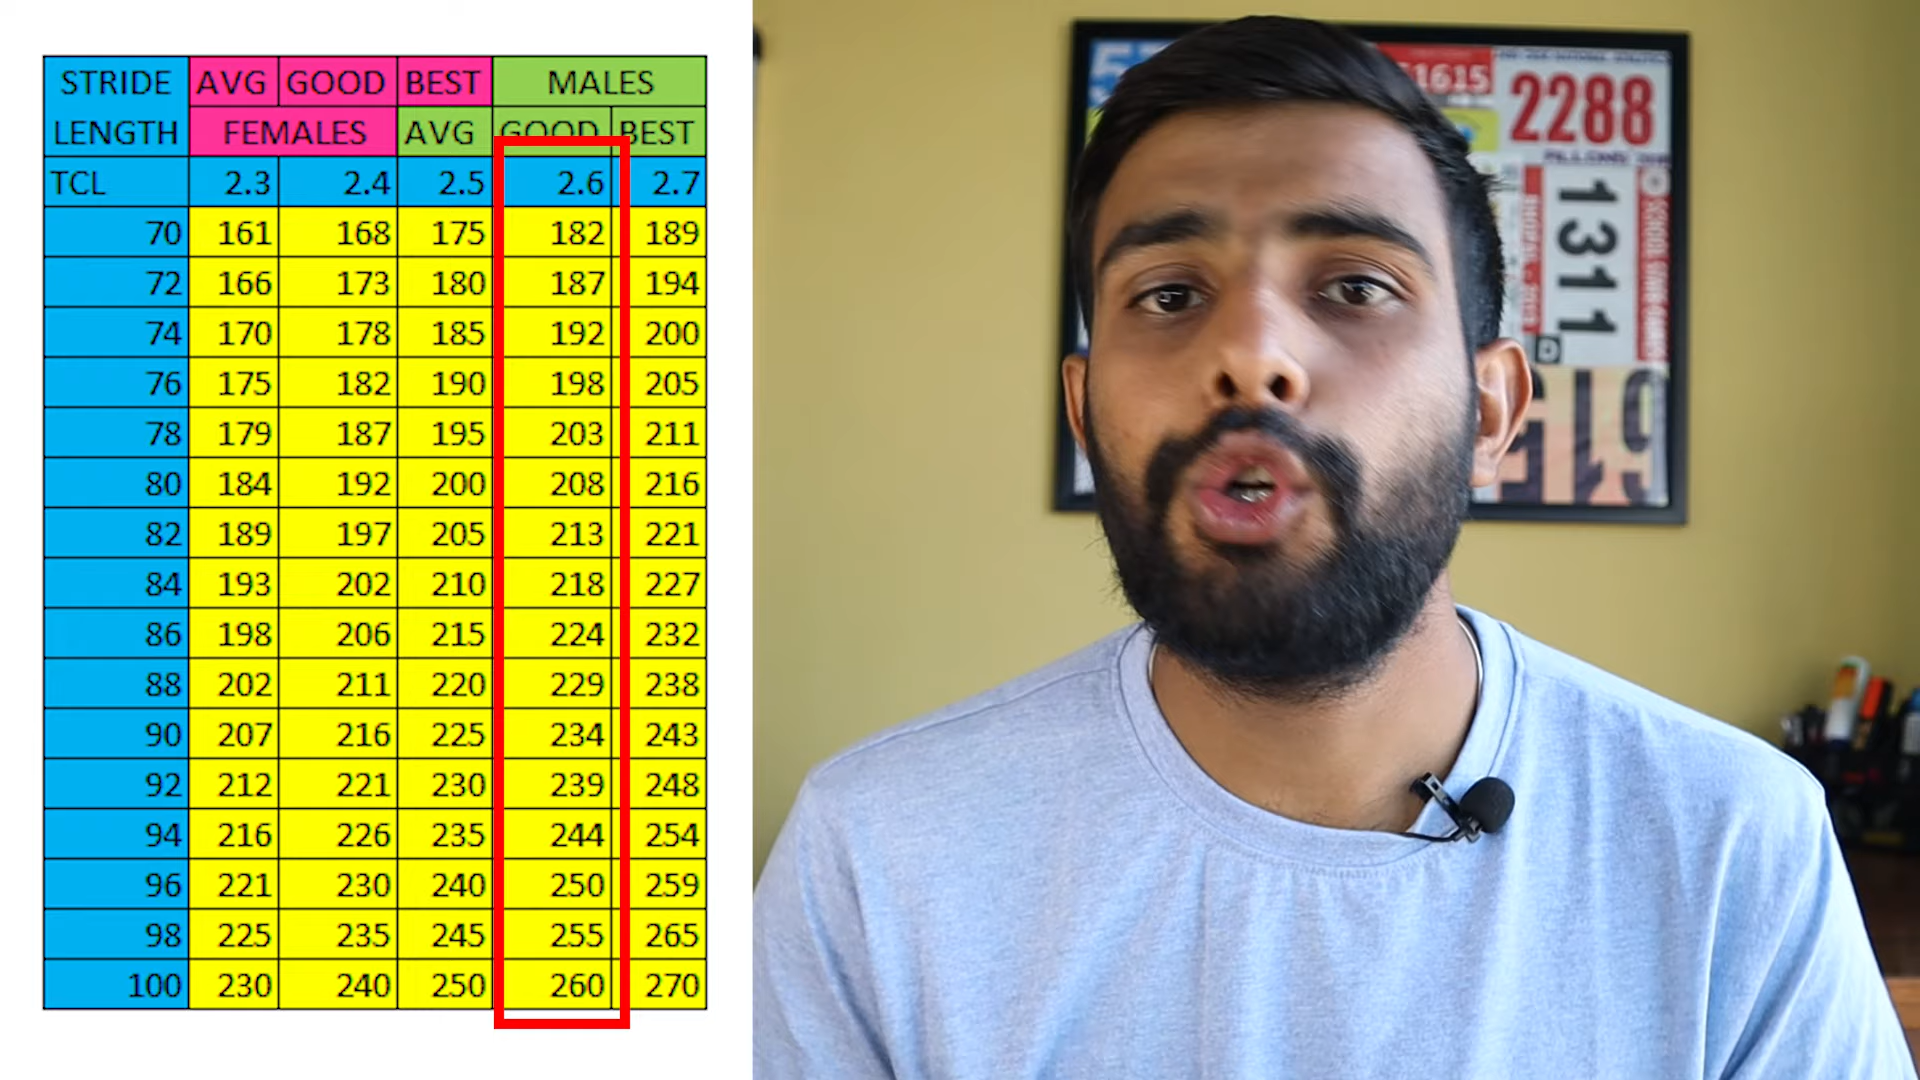 STRIDE AVG GOOD BEST MALES
LENGTH FEMALES AVG GOOD BEST
TCL 2.3 2.4 2.5 2.6 2.7
70 161 168 175 182 189
72 166 173 180 187 194
74 170 178 185 192 200
76 175 182 190 198 205
78 179 187 195 203 211
80 184 192 200 208 216
82 189 197 205 213 221
84 193 202 210 218 227
86 198 206 215 224 232
88 202 211 220 229 238
90 207 216 225 234 243
92 212 221 230 239 248
94 216 226 235 244 254
96 221 230 240 250 259
98 225 235 245 255 265
100 230 240 250 260 270
1615
2288
1311
D